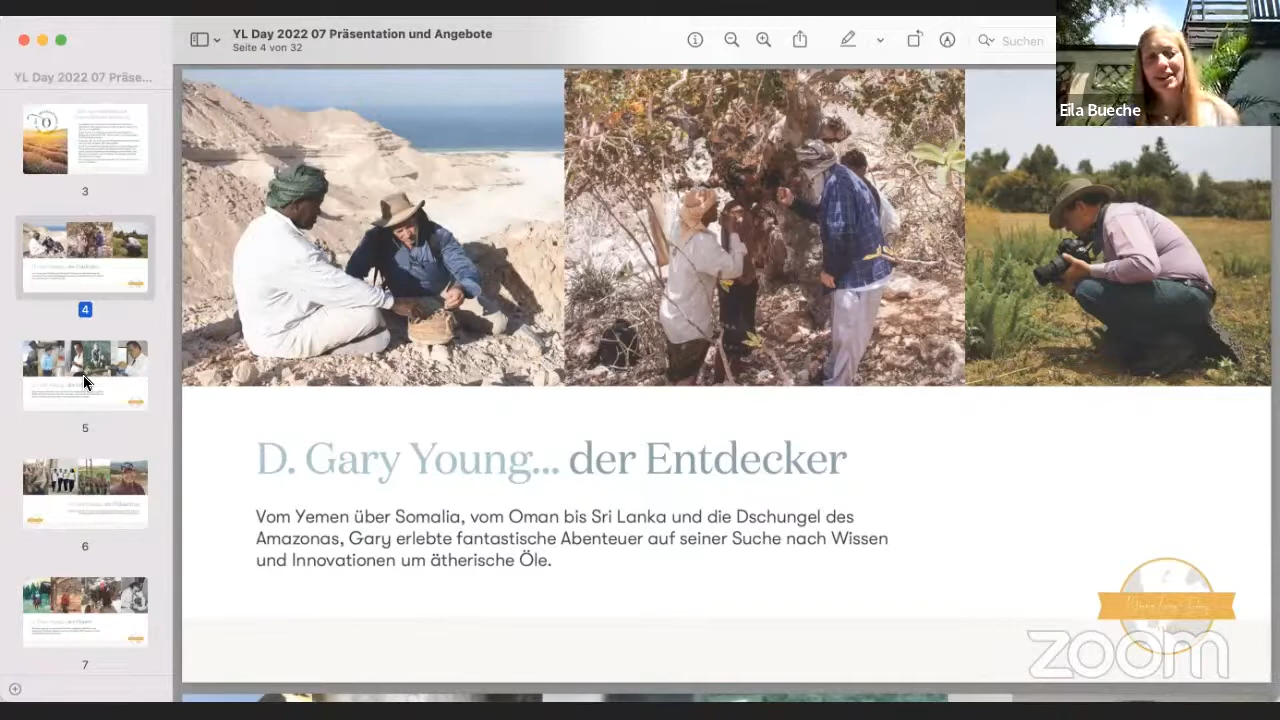 YL Day 2022 07 Präsentation und Angebote
Seite 4 von 32
Suchen
YL Day 2022 07 Präse...
Eila Bueche
3
4
5
6
7
D. Gary Young... der Entdecker
Vom Yemen über Somalia, vom Oman bis Sri Lanka und die Dschungel des
Amazonas, Gary erlebte fantastische Abenteuer auf seiner Suche nach Wissen
und Innovationen um ätherische Öle.
zoom